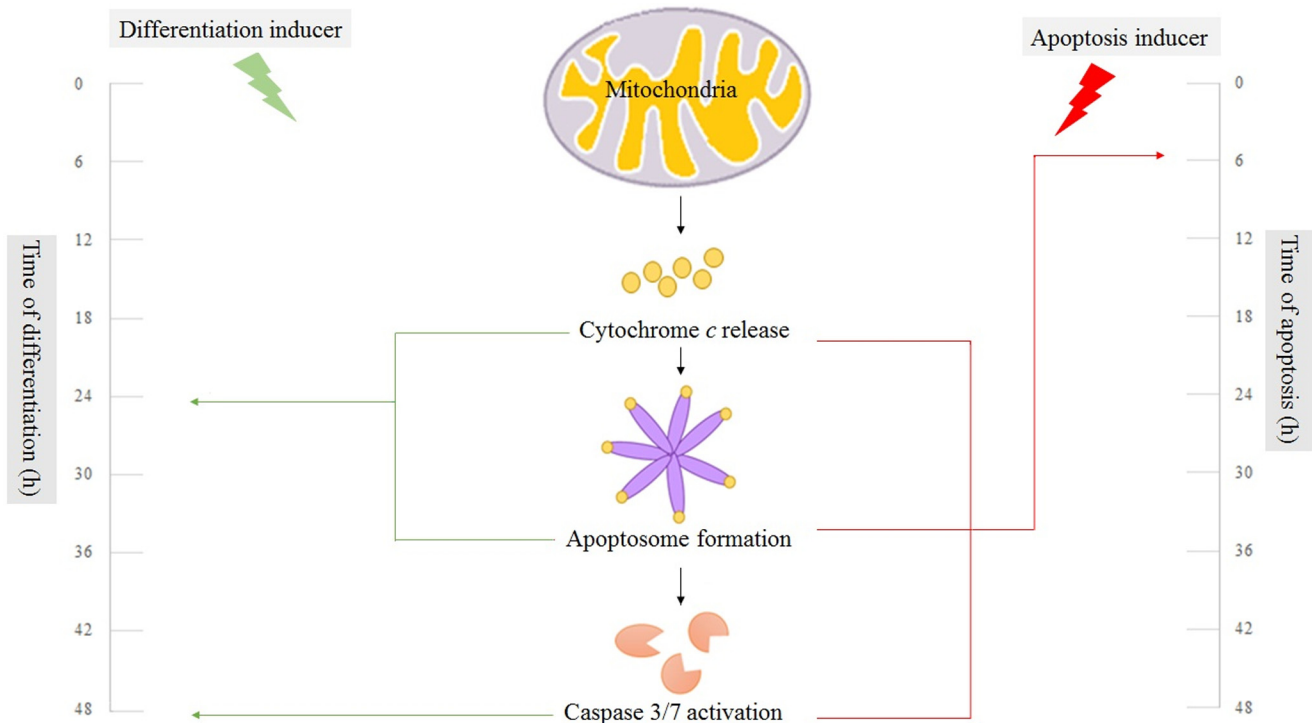 Differentiation inducer
Apoptosis inducer
Mitochondria
0
6
12
18
24
30
36
42
48
Time of differentiation (h)
Cytochrome c release
Apoptosome formation
Caspase 3/7 activation
0
6
12
18
24
30
36
42
48
Time of apoptosis (h)